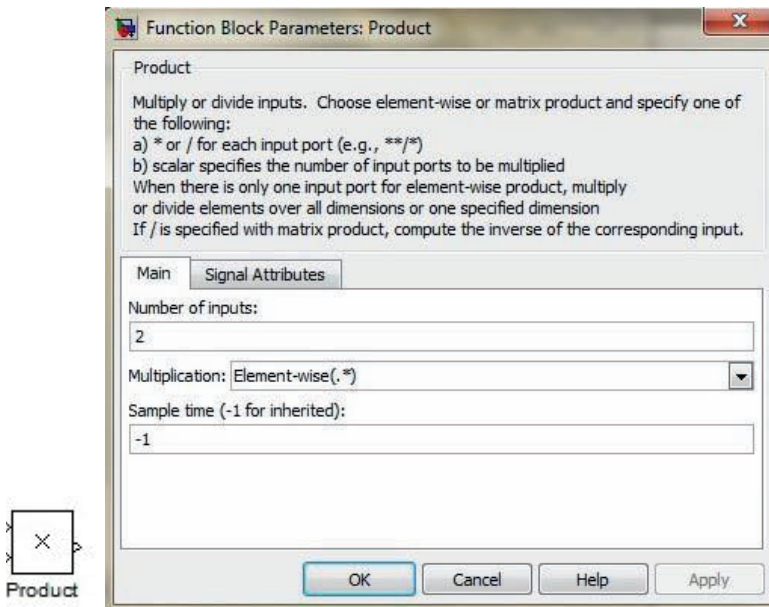 Function Block Parameters: Product
Product
Multiply or divide inputs. Choose element-wise or matrix product and specify one of
the following:
a) * or / for each input port (e.g., **/*)
b) scalar specifies the number of input ports to be multiplied
When there is only one input port for element-wise product, multiply
or divide elements over all dimensions or one specified dimension
If / is specified with matrix product, compute the inverse of the corresponding input.
Main Signal Attributes
Number of inputs:
2
Multiplication: Element-wise(.*)
Sample time (-1 for inherited):
-1
OK Cancel Help Apply
Product